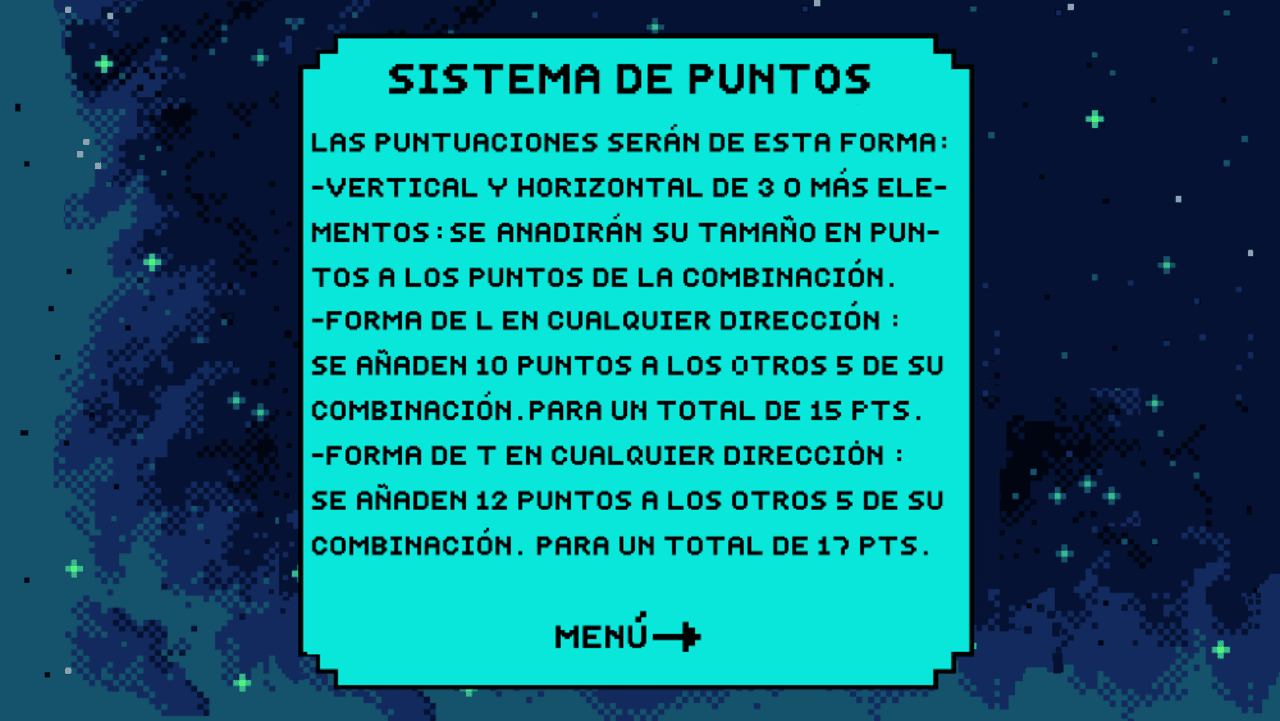 SISTEMA DE PUNTOS
LAS PUNTUACIONES SERÁN DE ESTA FORMA:
-VERTICAL Y HORIZONTAL DE 3 O MÁS ELE-
MENTOS:SE ANADIRÁN SU TAMAÑO EN PUN-
TOS A LOS PUNTOS DE LA COMBINACIÓN.
-FORMA DE L EN CUALQUIER DIRECCIÓN :
SE AÑADEN 10 PUNTOS A LOS OTROS 5 DE SU
COMBINACIÓN.PARA UN TOTAL DE 15 PTS.
-FORMA DE T EN CUALQUIER DIRECCIÓN :
SE AÑADEN 12 PUNTOS A LOS OTROS 5 DE SU
COMBINACIÓN. PARA UN TOTAL DE 17 PTS.
MENÚ